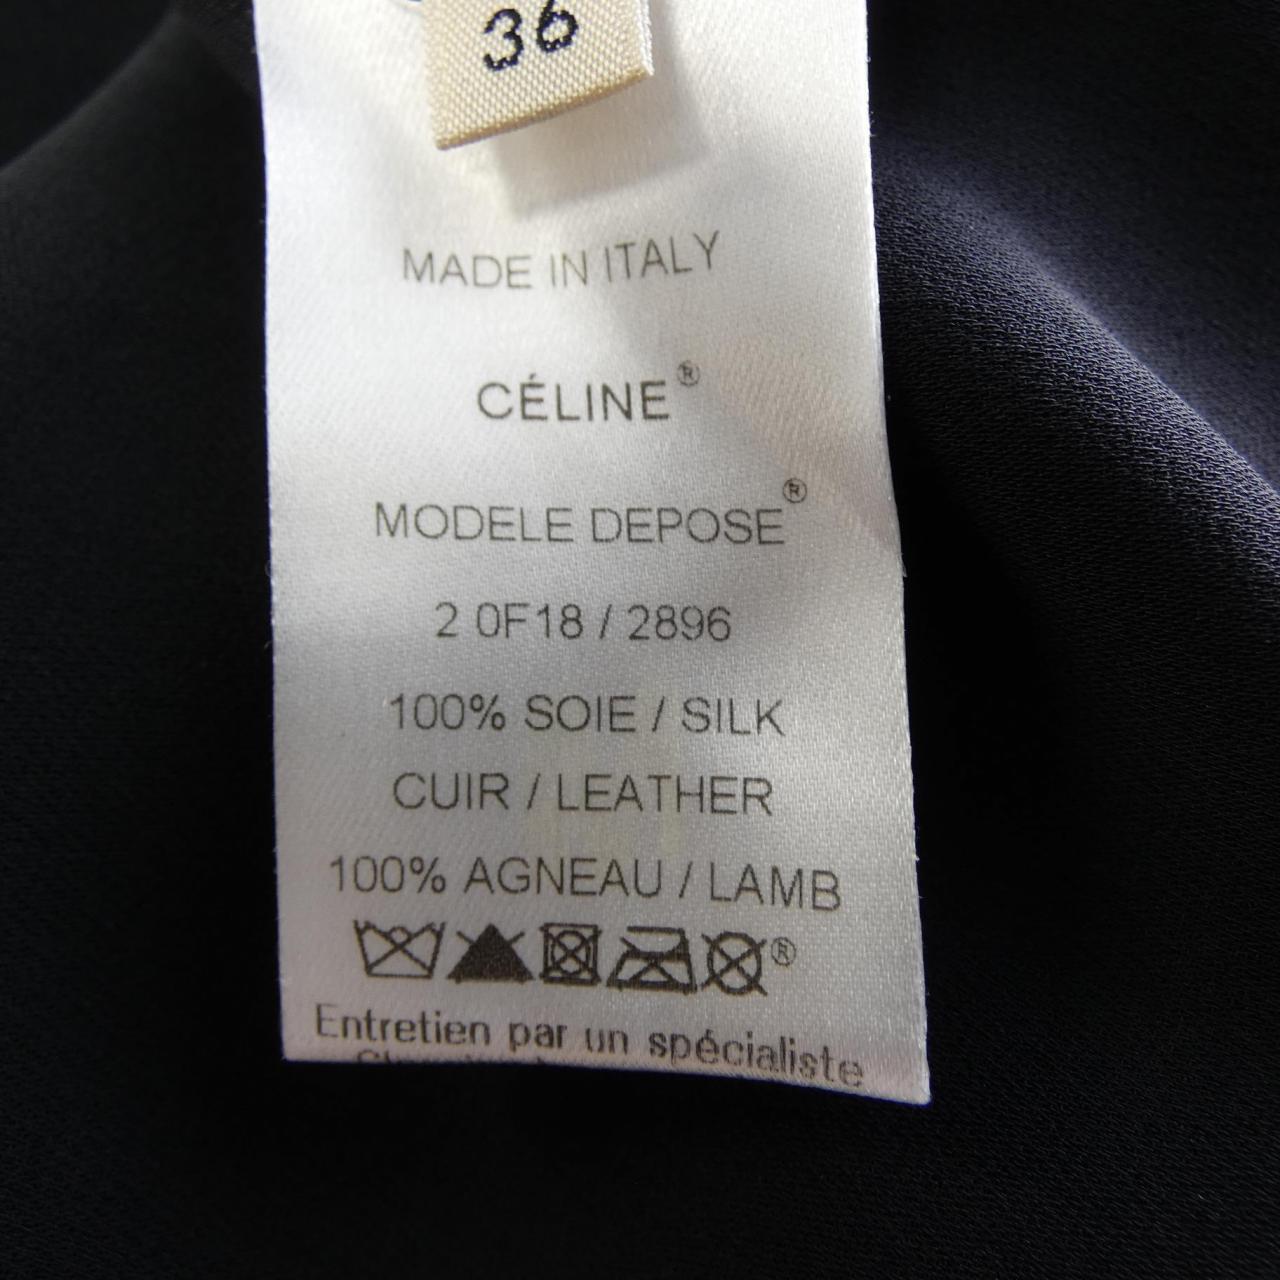 36
MADE IN ITALY
CÉLINE®
MODELE DEPOSE®
2 0F18 / 2896
100% SOIE / SILK
CUIR / LEATHER
100% AGNEAU / LAMB
®
Entretien par un spécialiste